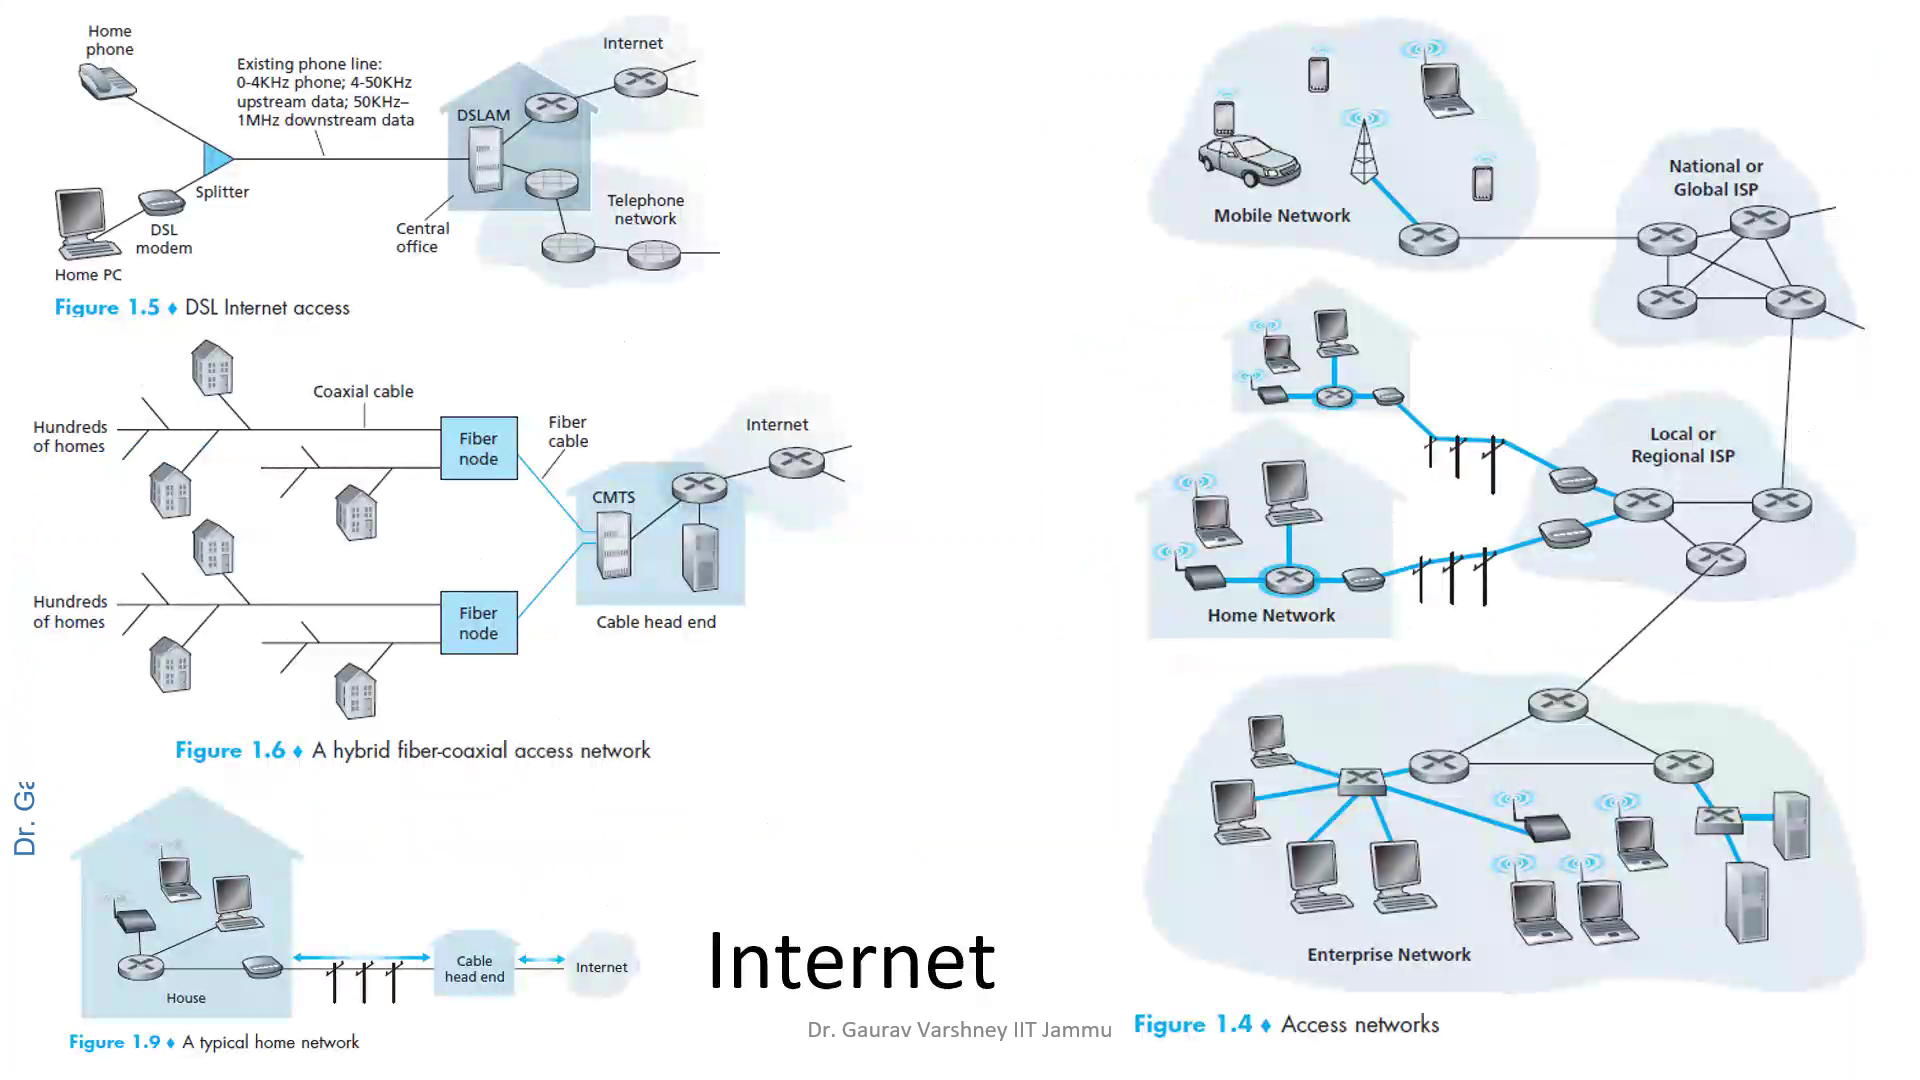 Home
phone
Existing phone line:
0-4KHz phone; 4-50KHz
upstream data; 50KHz–
1MHz downstream data
Internet
DSLAM
Splitter
DSL
modem
Home PC
Central
office
Telephone
network
Figure 1.5 ♦ DSL Internet access
Hundreds
of homes
Coaxial cable
Fiber
node
Fiber
cable
Internet
CMTS
Hundreds
of homes
Fiber
node
Cable head end
Figure 1.6 ♦ A hybrid fiber-coaxial access network
House
Cable
head end
Internet
Figure 1.9 ♦ A typical home network
Internet
Dr. Gaurav Varshney IIT Jammu
Mobile Network
National or
Global ISP
Local or
Regional ISP
Home Network
Enterprise Network
Figure 1.4 ♦ Access networks